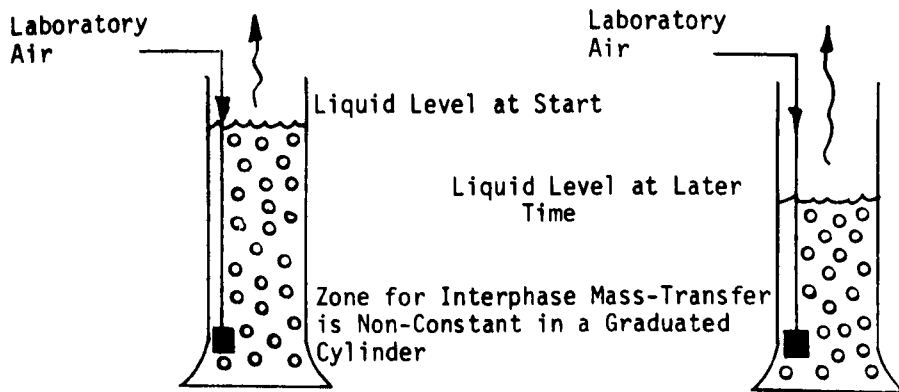 Laboratory
Air
Laboratory
Air
Liquid Level at Start
Liquid Level at Later
Time
Zone for Interphase Mass-Transfer
is Non-Constant in a Graduated
Cylinder